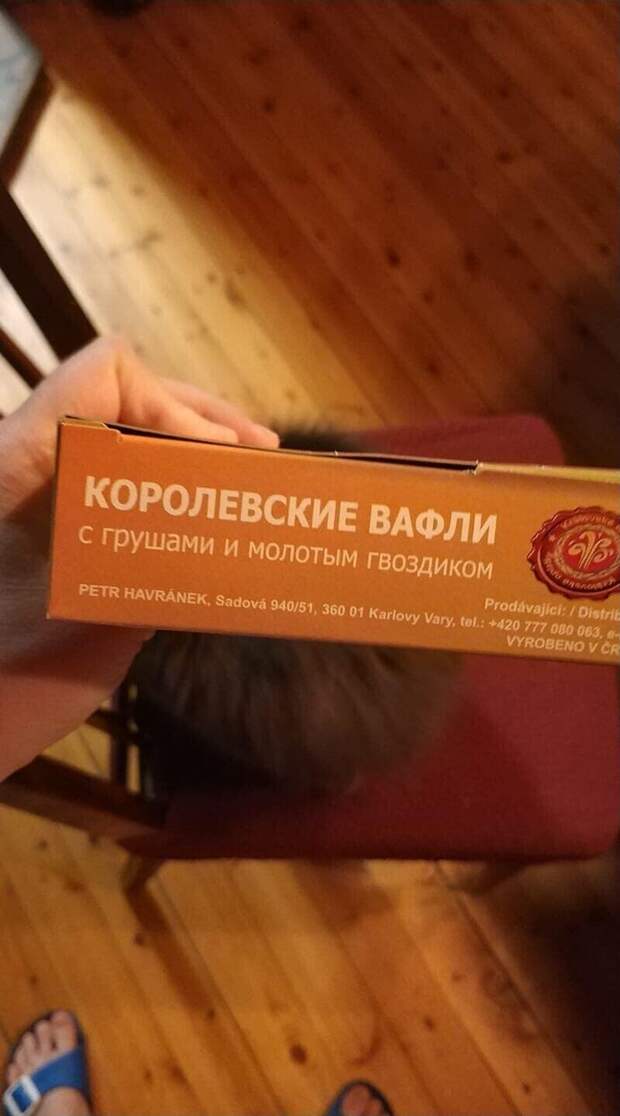 КОРОЛЕВСКИЕ ВАФЛИ
с грушами и молотым гвоздиком
Prodávající: / Distrib
PETR HAVRÁNEK, Sadová 940/51, 360 01 Karlovy Vary, tel.: +420 777 080 063, e-
VYROBENO V ČR